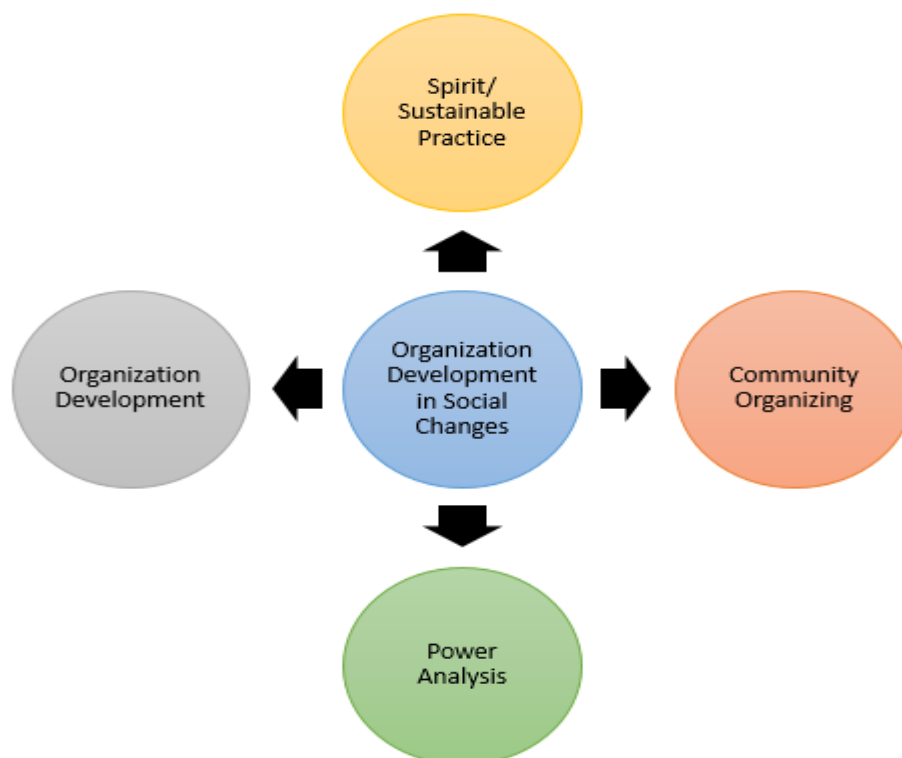 Spirit/
Sustainable
Practice
Organization
Development
Organization
Development
in Social
Changes
Community
Organizing
Power
Analysis